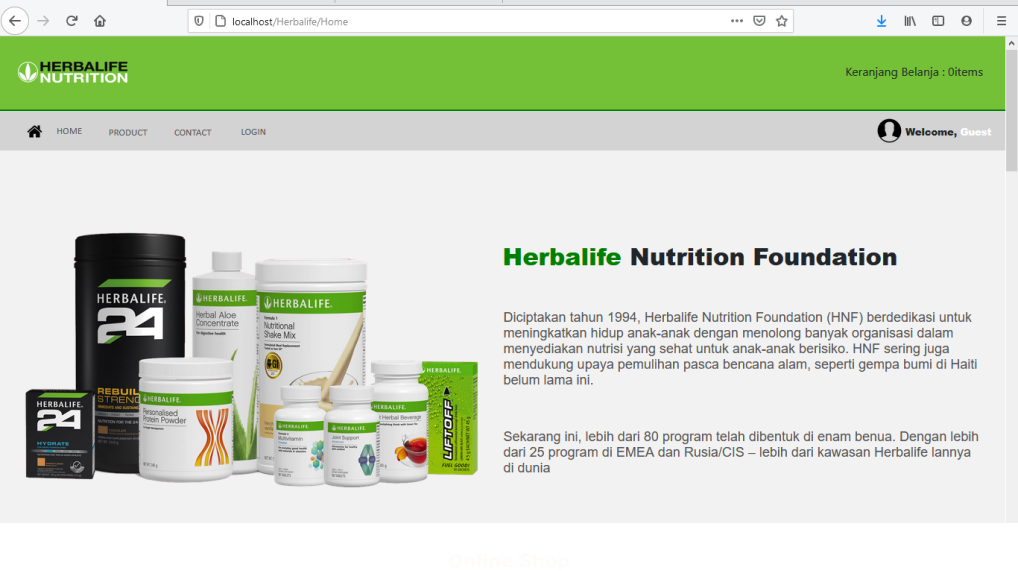 localhost/Herbalife/Home
HERBALIFE
NUTRITION
Keranjang Belanja : 0items
HOME
PRODUCT
CONTACT
LOGIN
Welcome, Guest
Herbalife Nutrition Foundation
Diciptakan tahun 1994, Herbalife Nutrition Foundation (HNF) berdedikasi untuk
meningkatkan hidup anak-anak dengan menolong banyak organisasi dalam
menyediakan nutrisi yang sehat untuk anak-anak berisiko. HNF sering juga
mendukung upaya pemulihan pasca bencana alam, seperti gempa bumi di Haiti
belum lama ini.
Sekarang ini, lebih dari 80 program telah dibentuk di enam benua. Dengan lebih
dari 25 program di EMEA dan Rusia/CIS – lebih dari kawasan Herbalife lannya
di dunia
HERBALIFE
24
REBUIL
STRENG
HERBALIFE.
Herbal Aloe
Concentrate
HERBALIFE.
Formula 1
Nutritional
Shake Mix
HERBALIFE
24
HYDRATE
HERBALIFE.
Personalised
Protein Powder
HERBALIFE.
Multivitamin
HERBALIFE.
Joint Support
HERBALIFE.
Herbal Beverage
HERBALIFE.
LIFTOFF
FUEL GOOD!
Online Shop